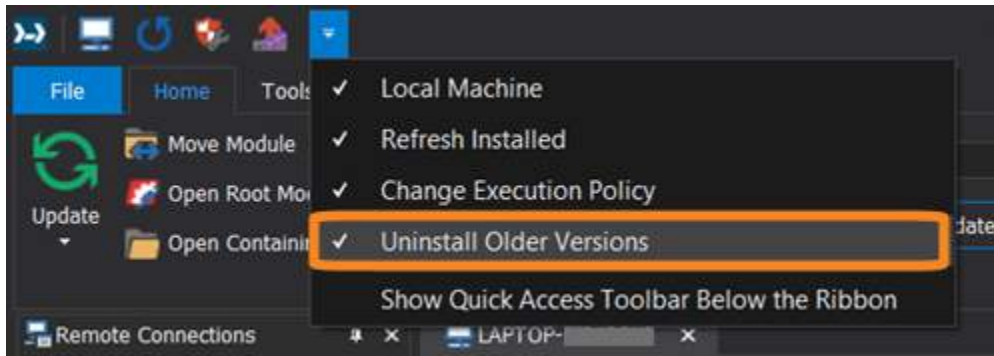 File Home Tools
Local Machine
Refresh Installed
Change Execution Policy
Uninstall Older Versions
Show Quick Access Toolbar Below the Ribbon
Update
Move Module
Open Root Mo
Open Containin
date
Remote Connections
LAPTOP-